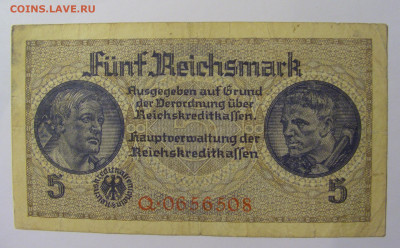 COINS.LAVE.RU
Fünf Reichsmark
Ausgegeben auf Grund
der Verordnung über
Reichskreditkassen.
Hauptverwaltung der
Reichskreditkassen
5
5
Q·0656508